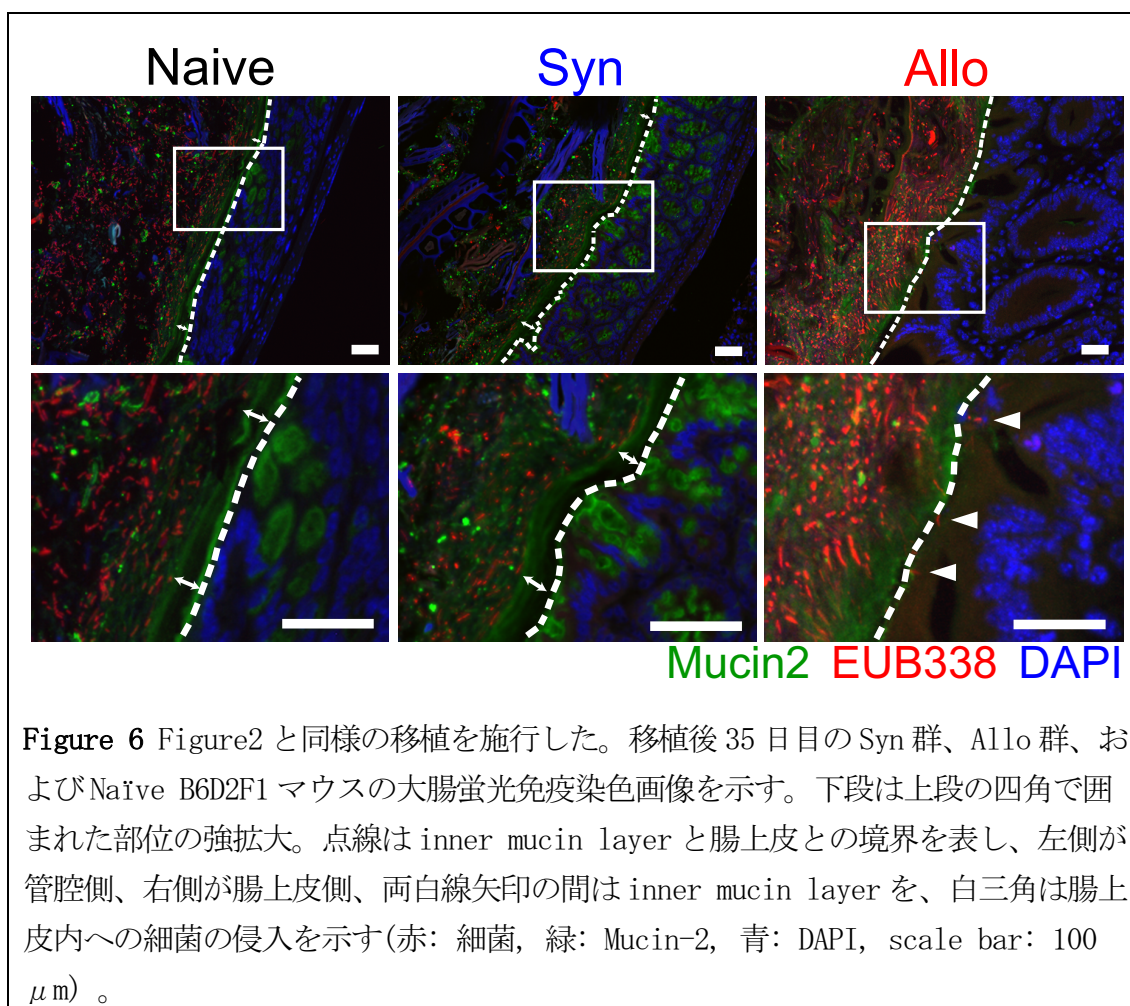 Naive Syn Allo
Mucin2 EUB338 DAPI
Figure 6 Figure2 と同様の移植を施行した。移植後 35 日目の Syn 群、Allo 群、お
よび Naïve B6D2F1 マウスの大腸蛍光免疫染色画像を示す。下段は上段の四角で囲
まれた部位の強拡大。点線は inner mucin layer と腸上皮との境界を表し、左側が
管腔側、右側が腸上皮側、両白線矢印の間は inner mucin layer を、白三角は腸上
皮内への細菌の侵入を示す(赤: 細菌, 緑: Mucin-2, 青: DAPI, scale bar: 100
μm) 。